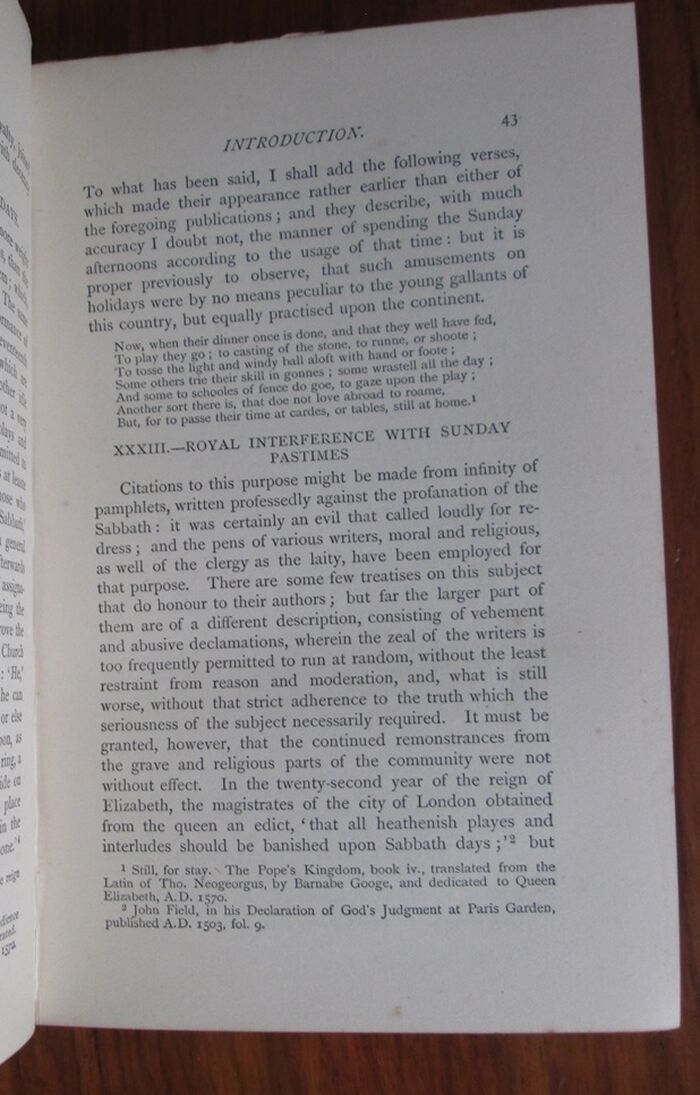 INTRODUCTION. 43
To what has been said, I shall add the following verses,
which made their appearance rather earlier than either of
the foregoing publications; and they describe, with much
accuracy I doubt not, the manner of spending the Sunday
afternoons according to the usage of that time: but it is
proper previously to observe, that such amusements on
holidays were by no means peculiar to the young gallants of
this country, but equally practised upon the continent.
Now, when their dinner once is done, and that they well have fed,
To play they go; to casting of the stone, to runne, or shoote;
To tosse the light and windy ball aloft with hand or foote;
Some others trie their skill in gonnes; some wrastell all the day;
And some to schooles of fence do goe, to gaze upon the play;
Another sort there is, that doe not love abroad to roame,
But, for to passe their time at cardes, or tables, still at home.¹
XXXIII.—ROYAL INTERFERENCE WITH SUNDAY
PASTIMES
Citations to this purpose might be made from infinity of
pamphlets, written professedly against the profanation of the
Sabbath: it was certainly an evil that called loudly for re-
dress; and the pens of various writers, moral and religious,
as well of the clergy as the laity, have been employed for
that purpose. There are some few treatises on this subject
that do honour to their authors; but far the larger part of
them are of a different description, consisting of vehement
and abusive declamations, wherein the zeal of the writers is
too frequently permitted to run at random, without the least
restraint from reason and moderation, and, what is still
worse, without that strict adherence to the truth which the
seriousness of the subject necessarily required. It must be
granted, however, that the continued remonstrances from
the grave and religious parts of the community were not
without effect. In the twenty-second year of the reign of
Elizabeth, the magistrates of the city of London obtained
from the queen an edict, 'that all heathenish playes and
interludes should be banished upon Sabbath days;'² but
¹ Still, for stay. The Pope's Kingdom, book iv., translated from the
Latin of Tho. Neogeorgus, by Barnabe Googe, and dedicated to Queen
Elizabeth, A.D. 1570.
² John Field, in his Declaration of God's Judgment at Paris Garden,
published A.D. 1503, fol. 9.